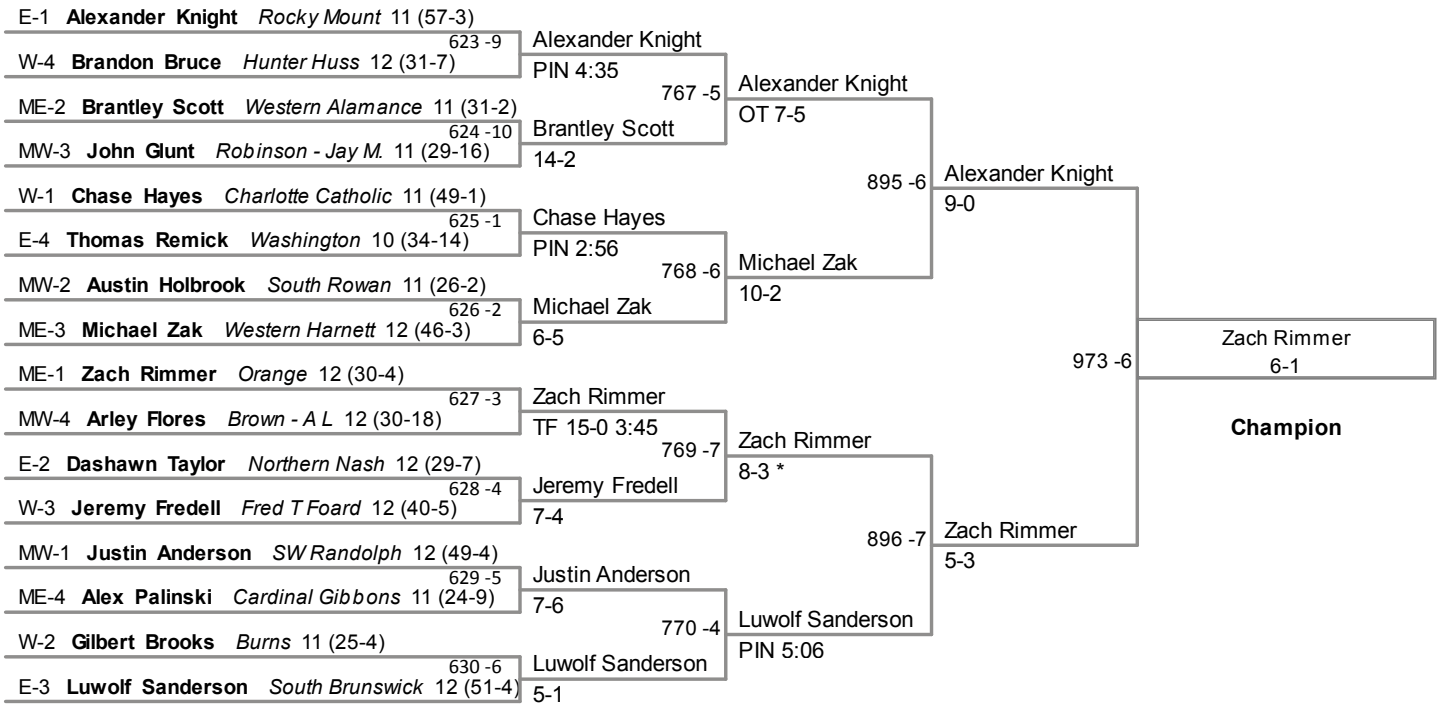 E-1 Alexander Knight Rocky Mount 11 (57-3)
623 -9
W-4 Brandon Bruce Hunter Huss 12 (31-7)
ME-2 Brantley Scott Western Alamance 11 (31-2)
624 -10
MW-3 John Glunt Robinson - Jay M. 11 (29-16)
W-1 Chase Hayes Charlotte Catholic 11 (49-1)
625 -1
E-4 Thomas Remick Washington 10 (34-14)
MW-2 Austin Holbrook South Rowan 11 (26-2)
626 -2
ME-3 Michael Zak Western Harnett 12 (46-3)
ME-1 Zach Rimmer Orange 12 (30-4)
627 -3
MW-4 Arley Flores Brown - A L 12 (30-18)
E-2 Dashawn Taylor Northern Nash 12 (29-7)
628 -4
W-3 Jeremy Fredell Fred T Foard 12 (40-5)
MW-1 Justin Anderson SW Randolph 12 (49-4)
629 -5
ME-4 Alex Palinski Cardinal Gibbons 11 (24-9)
W-2 Gilbert Brooks Burns 11 (25-4)
630 -6
E-3 Luwolf Sanderson South Brunswick 12 (51-4)
Alexander Knight
PIN 4:35
767 -5
Brantley Scott
14-2
Chase Hayes
PIN 2:56
768 -6
Michael Zak
6-5
Zach Rimmer
TF 15-0 3:45
769 -7
Jeremy Fredell
7-4
Justin Anderson
7-6
770 -4
Luwolf Sanderson
5-1
Alexander Knight
OT 7-5
895 -6
Michael Zak
10-2
Zach Rimmer
8-3 *
896 -7
Luwolf Sanderson
PIN 5:06
Alexander Knight
9-0
973 -6
Zach Rimmer
5-3
Zach Rimmer
6-1
Champion